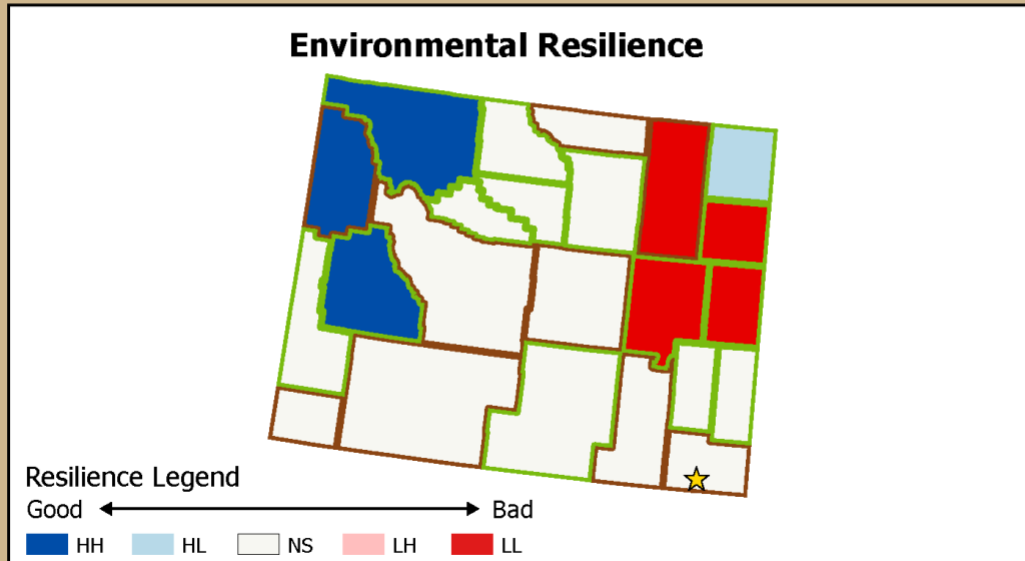 Environmental Resilience
Resilience Legend
Good Bad
HH HL NS LH LL